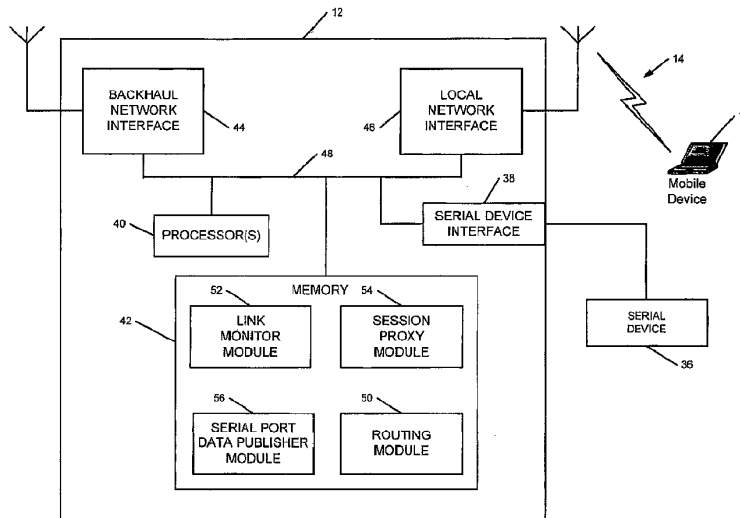 12
14
BACKHAUL
NETWORK
INTERFACE
44
46
LOCAL
NETWORK
INTERFACE
48
Mobile
Device
38
40
PROCESSOR(S)
SERIAL DEVICE
INTERFACE
MEMORY
52
54
42
LINK
MONITOR
MODULE
SESSION
PROXY
MODULE
SERIAL
DEVICE
36
56
50
SERIAL PORT
DATA PUBLISHER
MODULE
ROUTING
MODULE